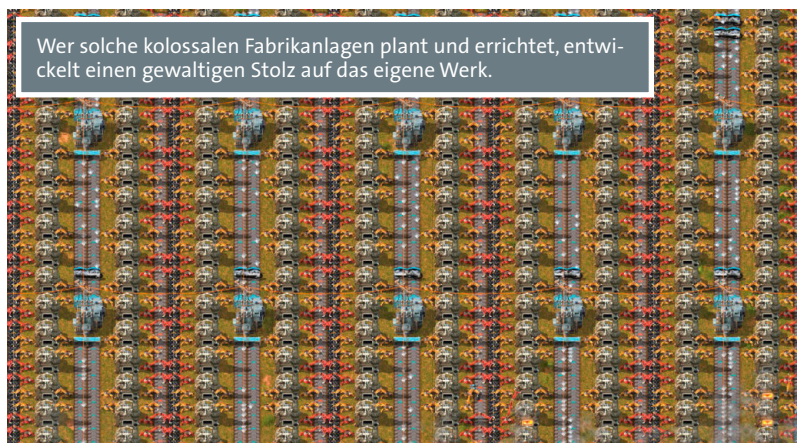 Wer solche kolossalen Fabrikanlagen plant und errichtet, entwi-
ckelt einen gewaltigen Stolz auf das eigene Werk.